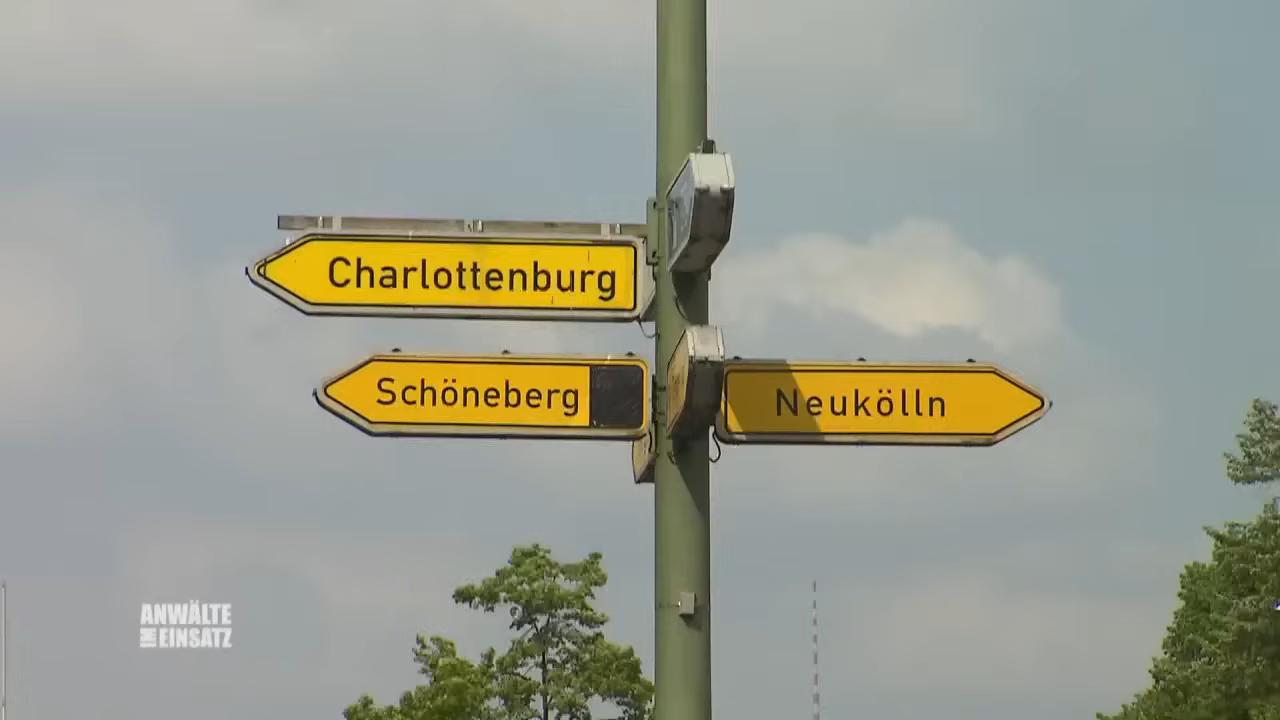 Charlottenburg
Schöneberg
Neukölln
ANWÄLTE
IM EINSATZ